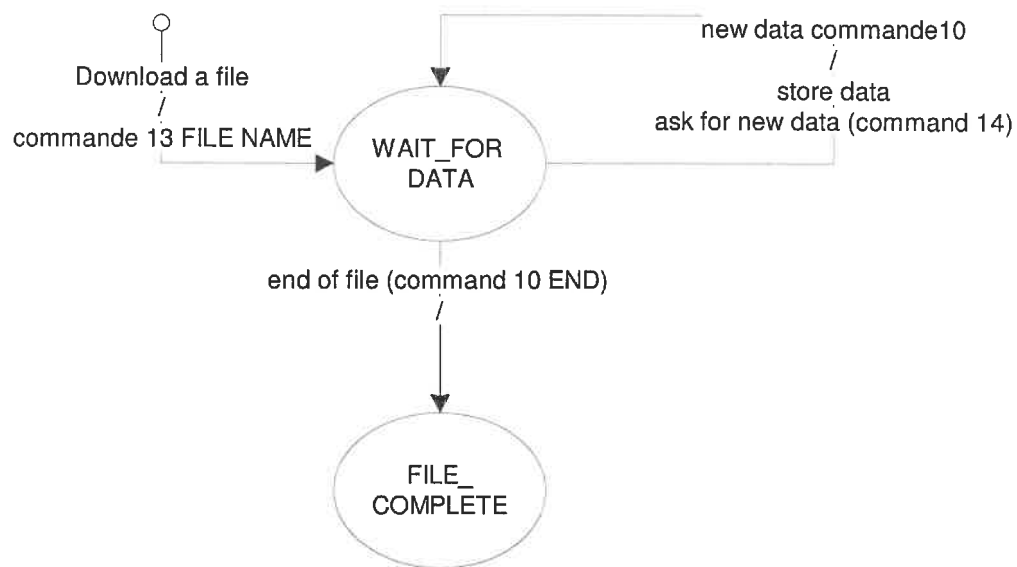 Download a file
/
commande 13 FILE NAME
new data commande10
/
store data
ask for new data (command 14)
WAIT_FOR
DATA
end of file (command 10 END)
/
FILE_
COMPLETE